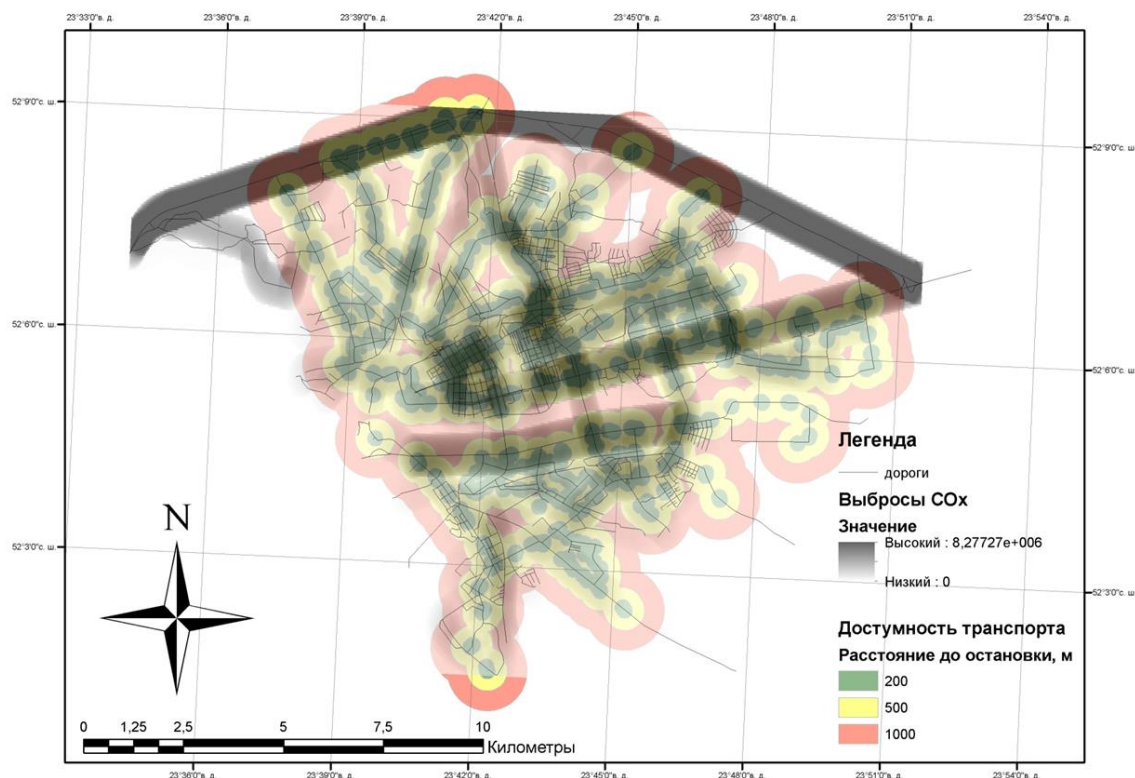 23°33'0"в. д. 23°36'0"в. д. 23°39'0"в. д. 23°42'0"в. д. 23°45'0"в. д. 23°48'0"в. д. 23°51'0"в. д. 23°54'0"в. д.
52°9'0"с. ш.
52°9'0"с. ш.
52°6'0"с. ш.
52°6'0"с. ш.
52°3'0"с. ш.
52°3'0"с. ш.
Легенда
дороги
Выбросы COx
Значение
Высокий : 8,27727e+006
Низкий : 0
Достумность транспорта
Расстояние до остановки, м
200
500
1000
N
0 1,25 2,5 5 7,5 10
Километры
23°36'0"в. д. 23°39'0"в. д. 23°42'0"в. д. 23°45'0"в. д. 23°48'0"в. д. 23°51'0"в. д. 23°54'0"в. д.